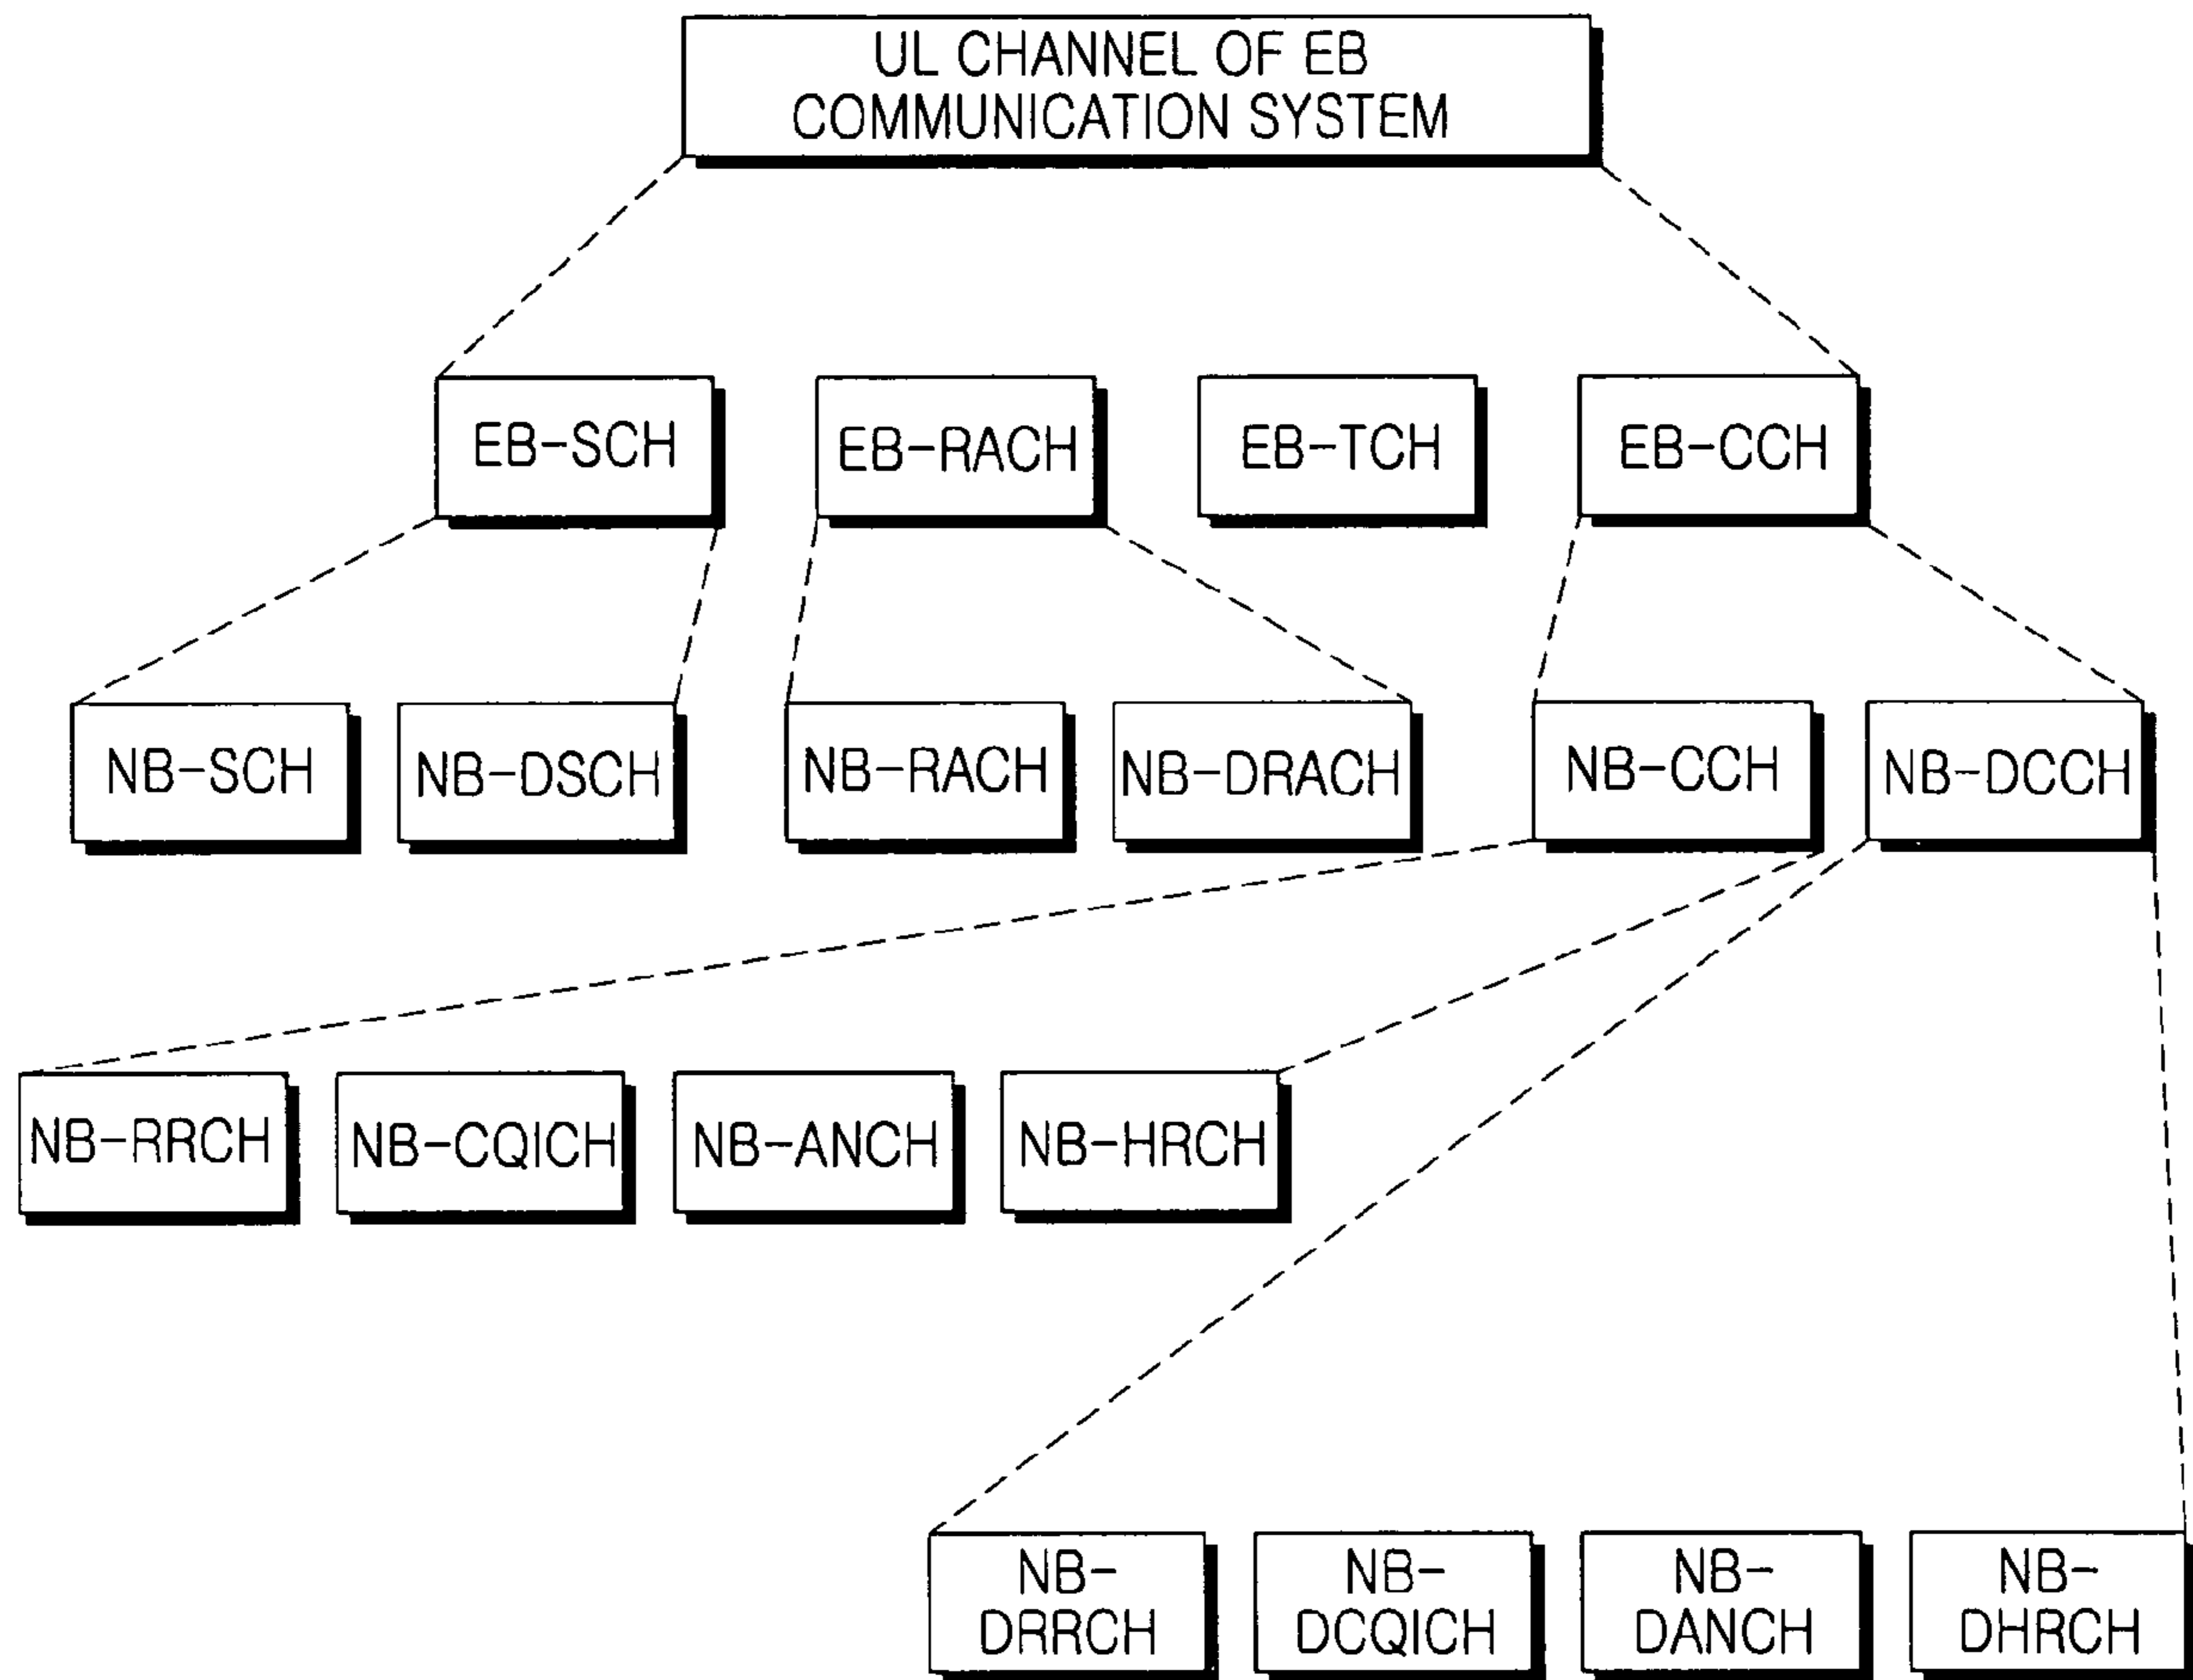 UL CHANNEL OF EB
COMMUNICATION SYSTEM
EB-SCH
EB-RACH
EB-TCH
EB-CCH
NB-SCH
NB-DSCH
NB-RACH
NB-DRACH
NB-CCH
NB-DCCH
NB-RRCH
NB-CQICH
NB-ANCH
NB-HRCH
NB-
DRRCH
NB-
DCQICH
NB-
DANCH
NB-
DHRCH